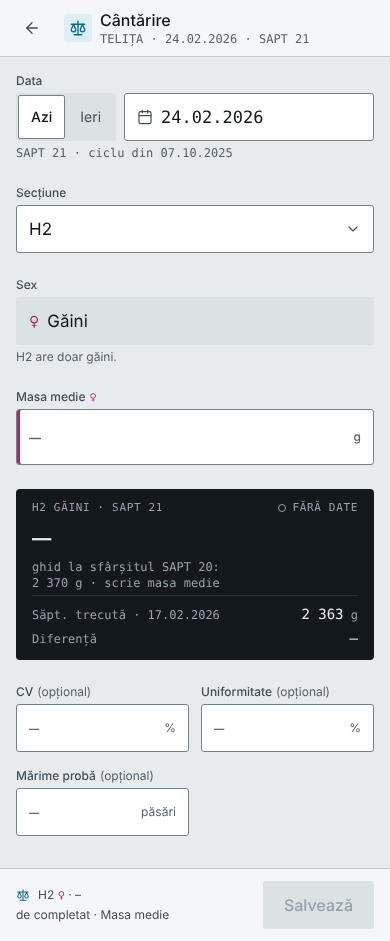 Cântărire
TELIȚA · 24.02.2026 · SAPT 21
Data
Azi Ieri 24.02.2026
SAPT 21 · ciclu din 07.10.2025
Secțiune
H2
Sex
♀ Găini
H2 are doar găini.
Masa medie ♀
— g
H2 GĂINI · SAPT 21 ○ FĂRĂ DATE
—
ghid la sfârșitul SAPT 20:
2 370 g · scrie masa medie
Săpt. trecută · 17.02.2026 2 363 g
Diferență —
CV (opțional) Uniformitate (opțional)
— % — %
Mărime probă (opțional)
— păsări
H2 ♀ · –
de completat · Masa medie
Salvează